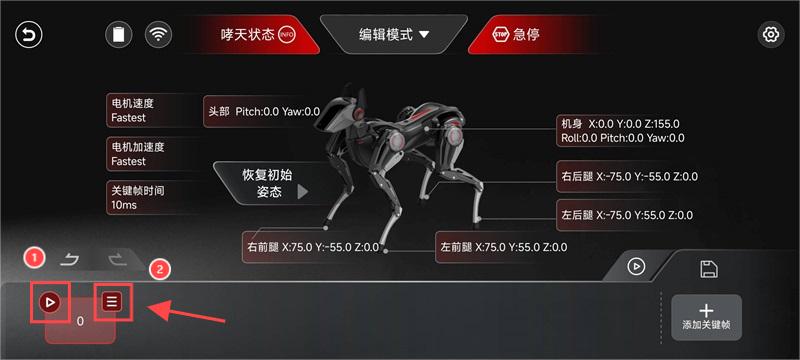 哮天状态 INFO
编辑模式
STOP 急停
电机速度
Fastest
头部 Pitch:0.0 Yaw:0.0
机身 X:0.0 Y:0.0 Z:155.0
Roll:0.0 Pitch:0.0 Yaw:0.0
电机加速度
Fastest
恢复初始
姿态
右后腿 X:-75.0 Y:-55.0 Z:0.0
关键帧时间
10ms
左后腿 X:-75.0 Y:55.0 Z:0.0
右前腿 X:75.0 Y:-55.0 Z:0.0
左前腿 X:75.0 Y:55.0 Z:0.0
1
2
0
添加关键帧